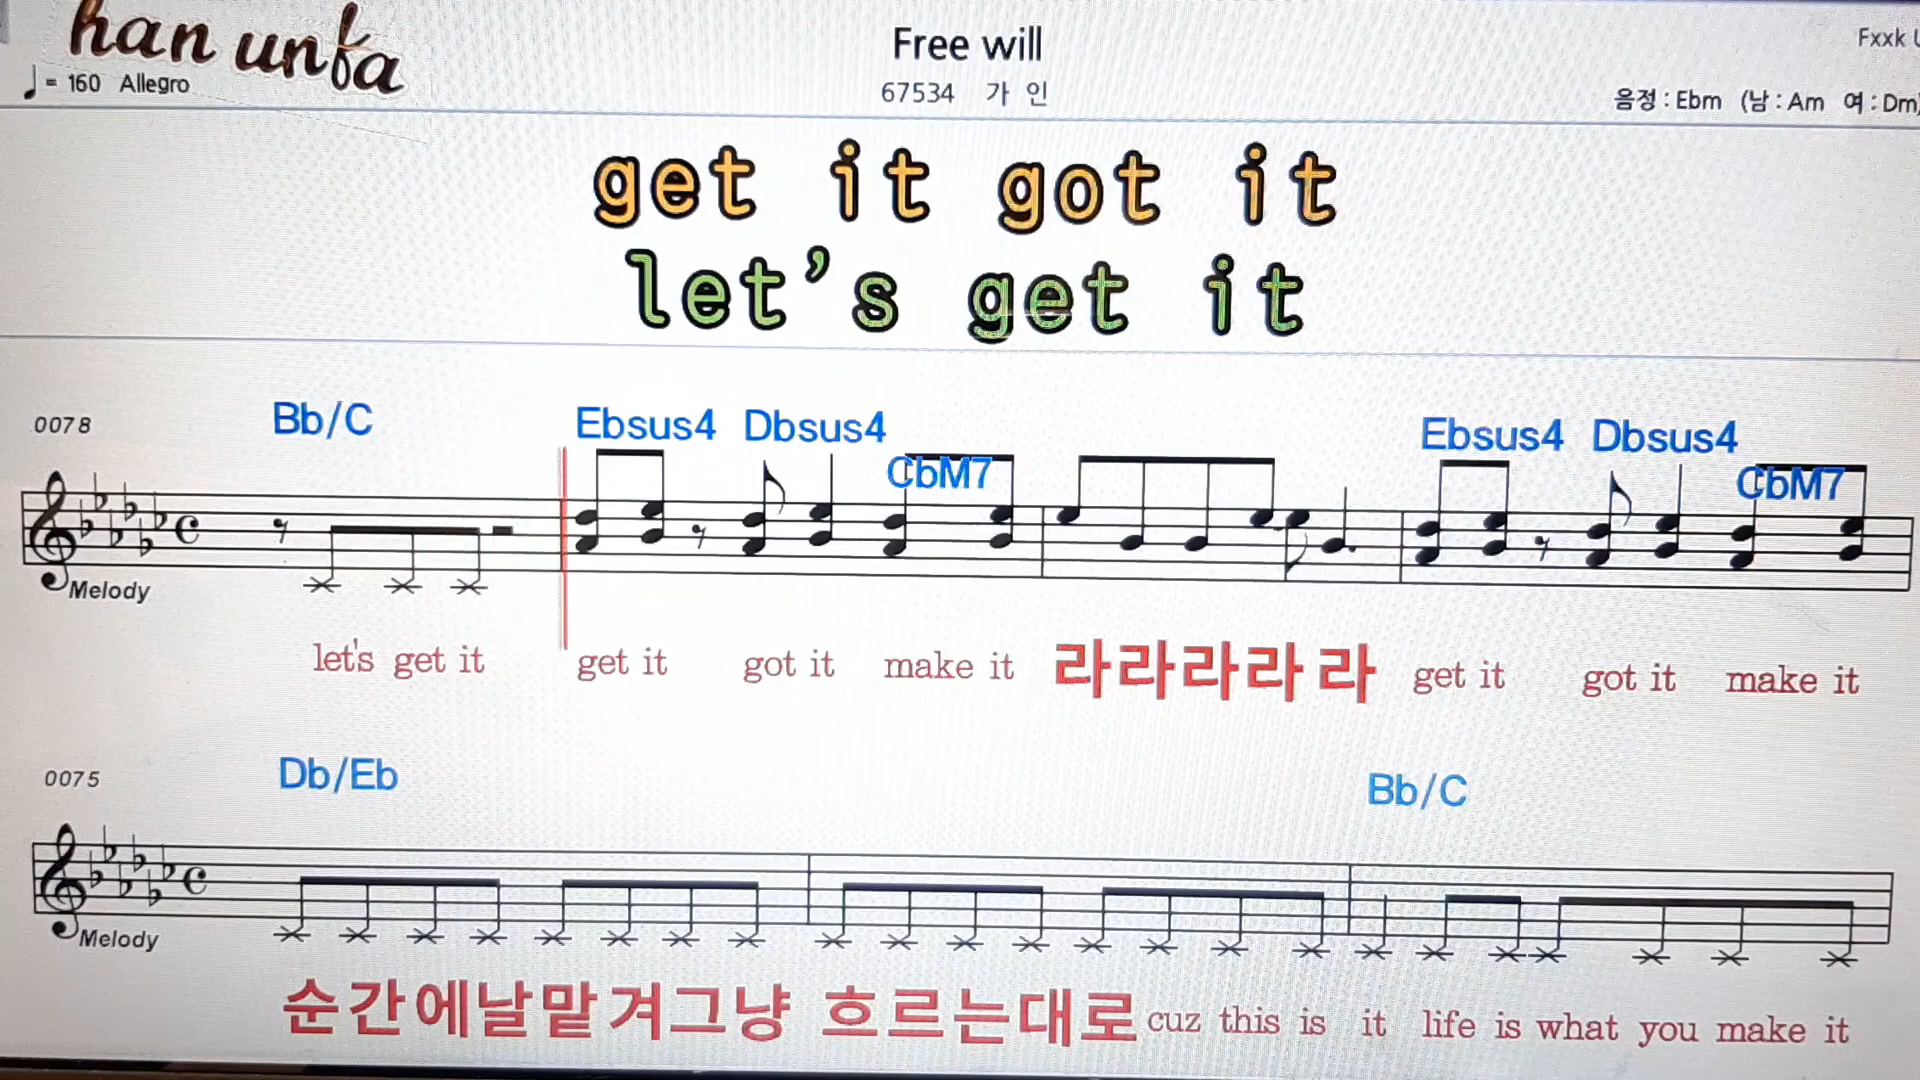 han unfa
♩ = 160 Allegro
Free will
67534 가 인
Fxxk U
음정 : Ebm (남 : Am 여 : Dm)
get it got it
let's get it
0078 Bb/C Ebsus4 Dbsus4 CbM7 Ebsus4 Dbsus4 CbM7
Melody
let's get it get it got it make it 라라라라라 get it got it make it
0075 Db/Eb Bb/C
Melody
순간에날맡겨그냥 흐르는대로 cuz this is it life is what you make it